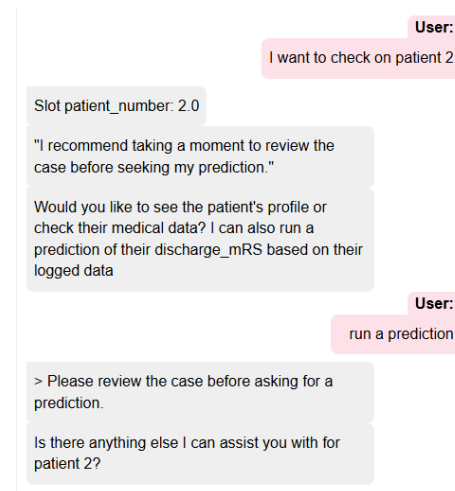 User:
I want to check on patient 2
Slot patient_number: 2.0
"I recommend taking a moment to review the
case before seeking my prediction."
Would you like to see the patient's profile or
check their medical data? I can also run a
prediction of their discharge_mRS based on their
logged data
User:
run a prediction
> Please review the case before asking for a
prediction.
Is there anything else I can assist you with for
patient 2?